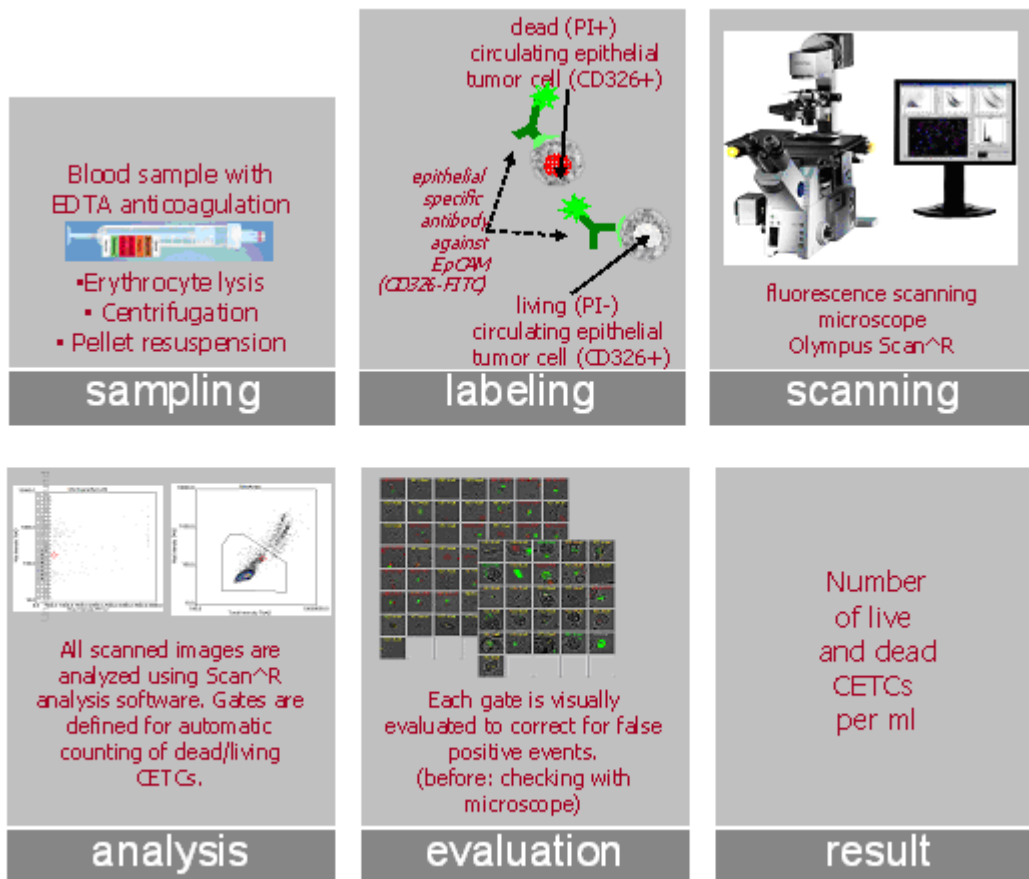 Blood sample with
EDTA anticoagulation
▪Erythrocyte lysis
▪ Centrifugation
▪ Pellet resuspension
sampling
dead (PI+)
circulating epithelial
tumor cell (CD326+)
epithelial
specific
antibody
against
EpCAM
(CD326-FITC)
living (PI-)
circulating epithelial
tumor cell (CD326+)
labeling
fluorescence scanning
microscope
Olympus Scan^R
scanning
All scanned images are
analyzed using Scan^R
analysis software. Gates are
defined for automatic
counting of dead/living
CETCs.
analysis
Each gate is visually
evaluated to correct for false
positive events.
(before: checking with
microscope)
evaluation
Number
of live
and dead
CETCs
per ml
result